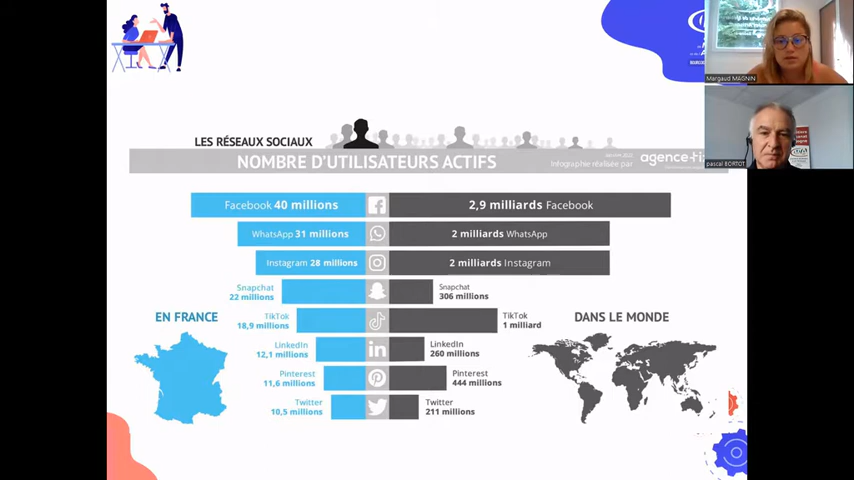 Margaud MAGNIN
pascal BORTOT
LES RÉSEAUX SOCIAUX
NOMBRE D'UTILISATEURS ACTIFS
Infographie réalisée par
agence-ti
Facebook 40 millions
2,9 milliards Facebook
WhatsApp 31 millions
2 milliards WhatsApp
Instagram 28 millions
2 milliards Instagram
Snapchat
22 millions
Snapchat
306 millions
EN FRANCE
TikTok
18,9 millions
TikTok
1 milliard
DANS LE MONDE
LinkedIn
12,1 millions
LinkedIn
260 millions
Pinterest
11,6 millions
Pinterest
444 millions
Twitter
10,5 millions
Twitter
211 millions